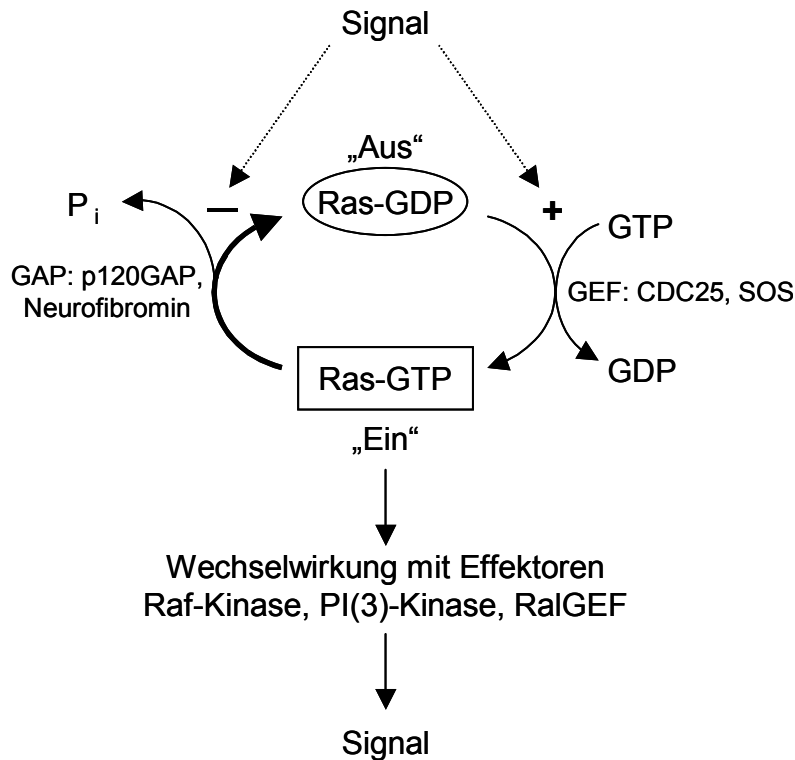 Signal
„Aus“
Ras-GDP
P i
— +
GTP
GAP: p120GAP,
Neurofibromin
GEF: CDC25, SOS
Ras-GTP
GDP
„Ein“
Wechselwirkung mit Effektoren
Raf-Kinase, PI(3)-Kinase, RalGEF
Signal